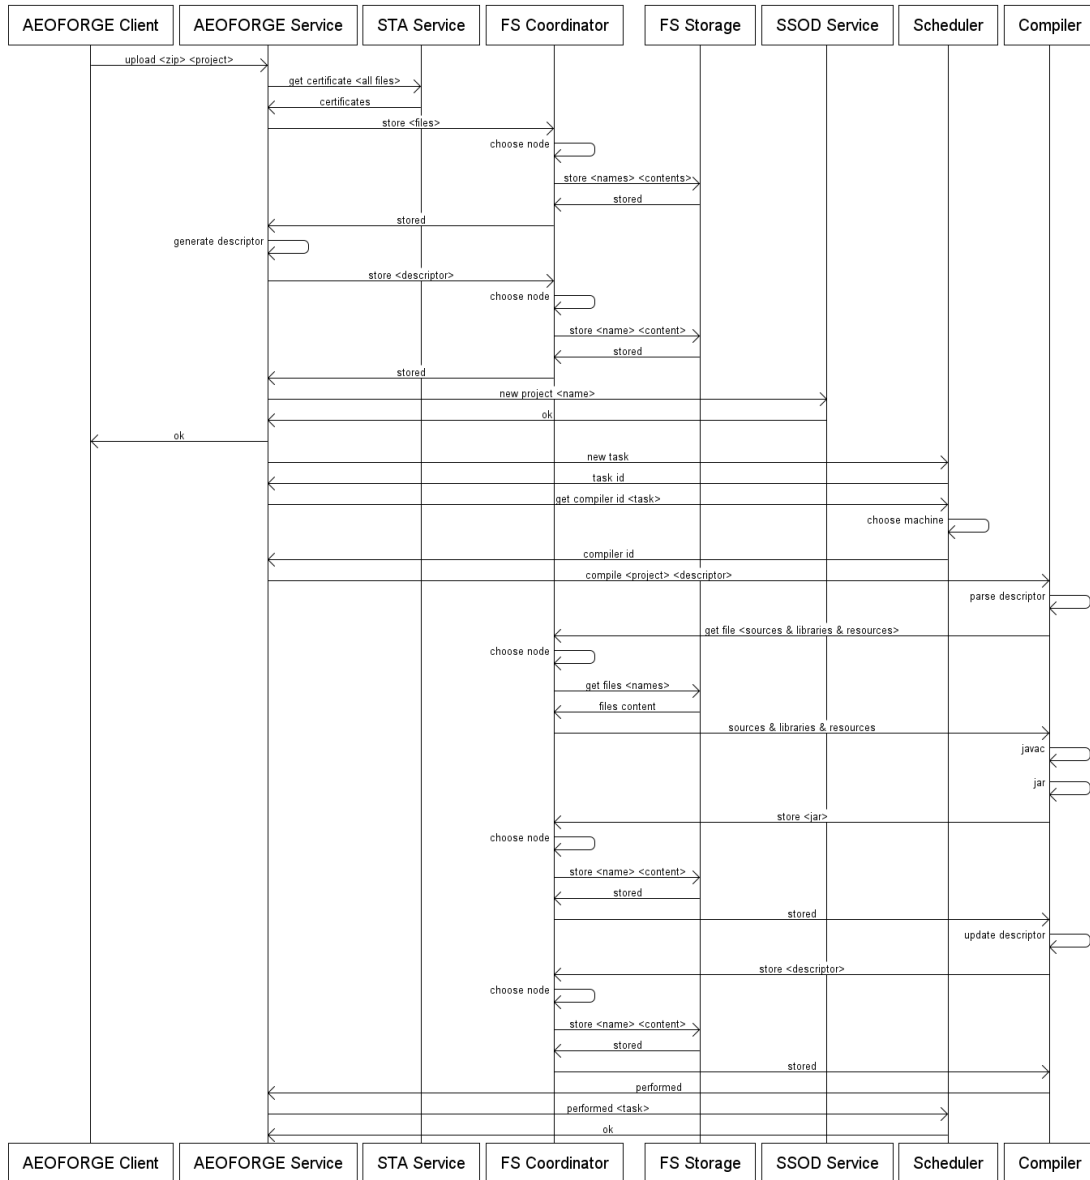 AEOFORGE Client AEOFORGE Service STA Service FS Coordinator FS Storage SSOD Service Scheduler Compiler
upload <zip> <project>
get certificate <all files>
certificates
store <files>
choose node
store <names> <contents>
stored
stored
generate descriptor
store <descriptor>
choose node
store <name> <content>
stored
stored
new project <name>
ok
ok
new task
task id
get compiler id <task>
choose machine
compiler id
compile <project> <descriptor>
parse descriptor
get file <sources & libraries & resources>
choose node
get files <names>
files content
sources & libraries & resources
javac
jar
store <jar>
choose node
store <name> <content>
stored
stored
update descriptor
store <descriptor>
choose node
store <name> <content>
stored
stored
performed
performed <task>
ok
AEOFORGE Client AEOFORGE Service STA Service FS Coordinator FS Storage SSOD Service Scheduler Compiler